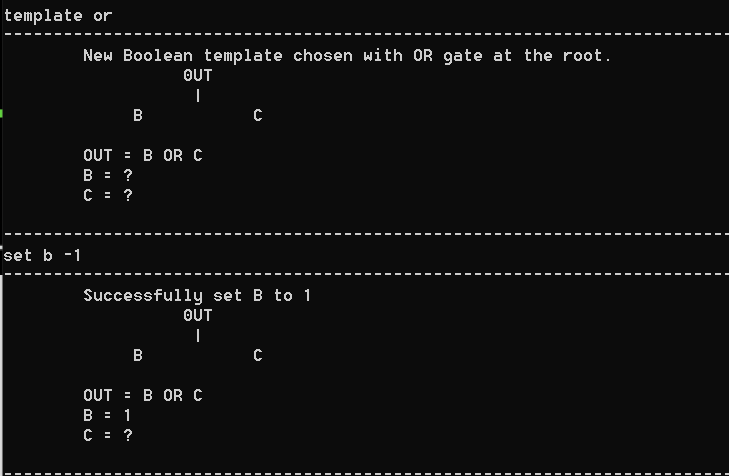 template or
--------------------------------------------------------------------------
New Boolean template chosen with OR gate at the root.
OUT
|
B C
OUT = B OR C
B = ?
C = ?
--------------------------------------------------------------------------
set b -1
--------------------------------------------------------------------------
Successfully set B to 1
OUT
|
B C
OUT = B OR C
B = 1
C = ?
--------------------------------------------------------------------------